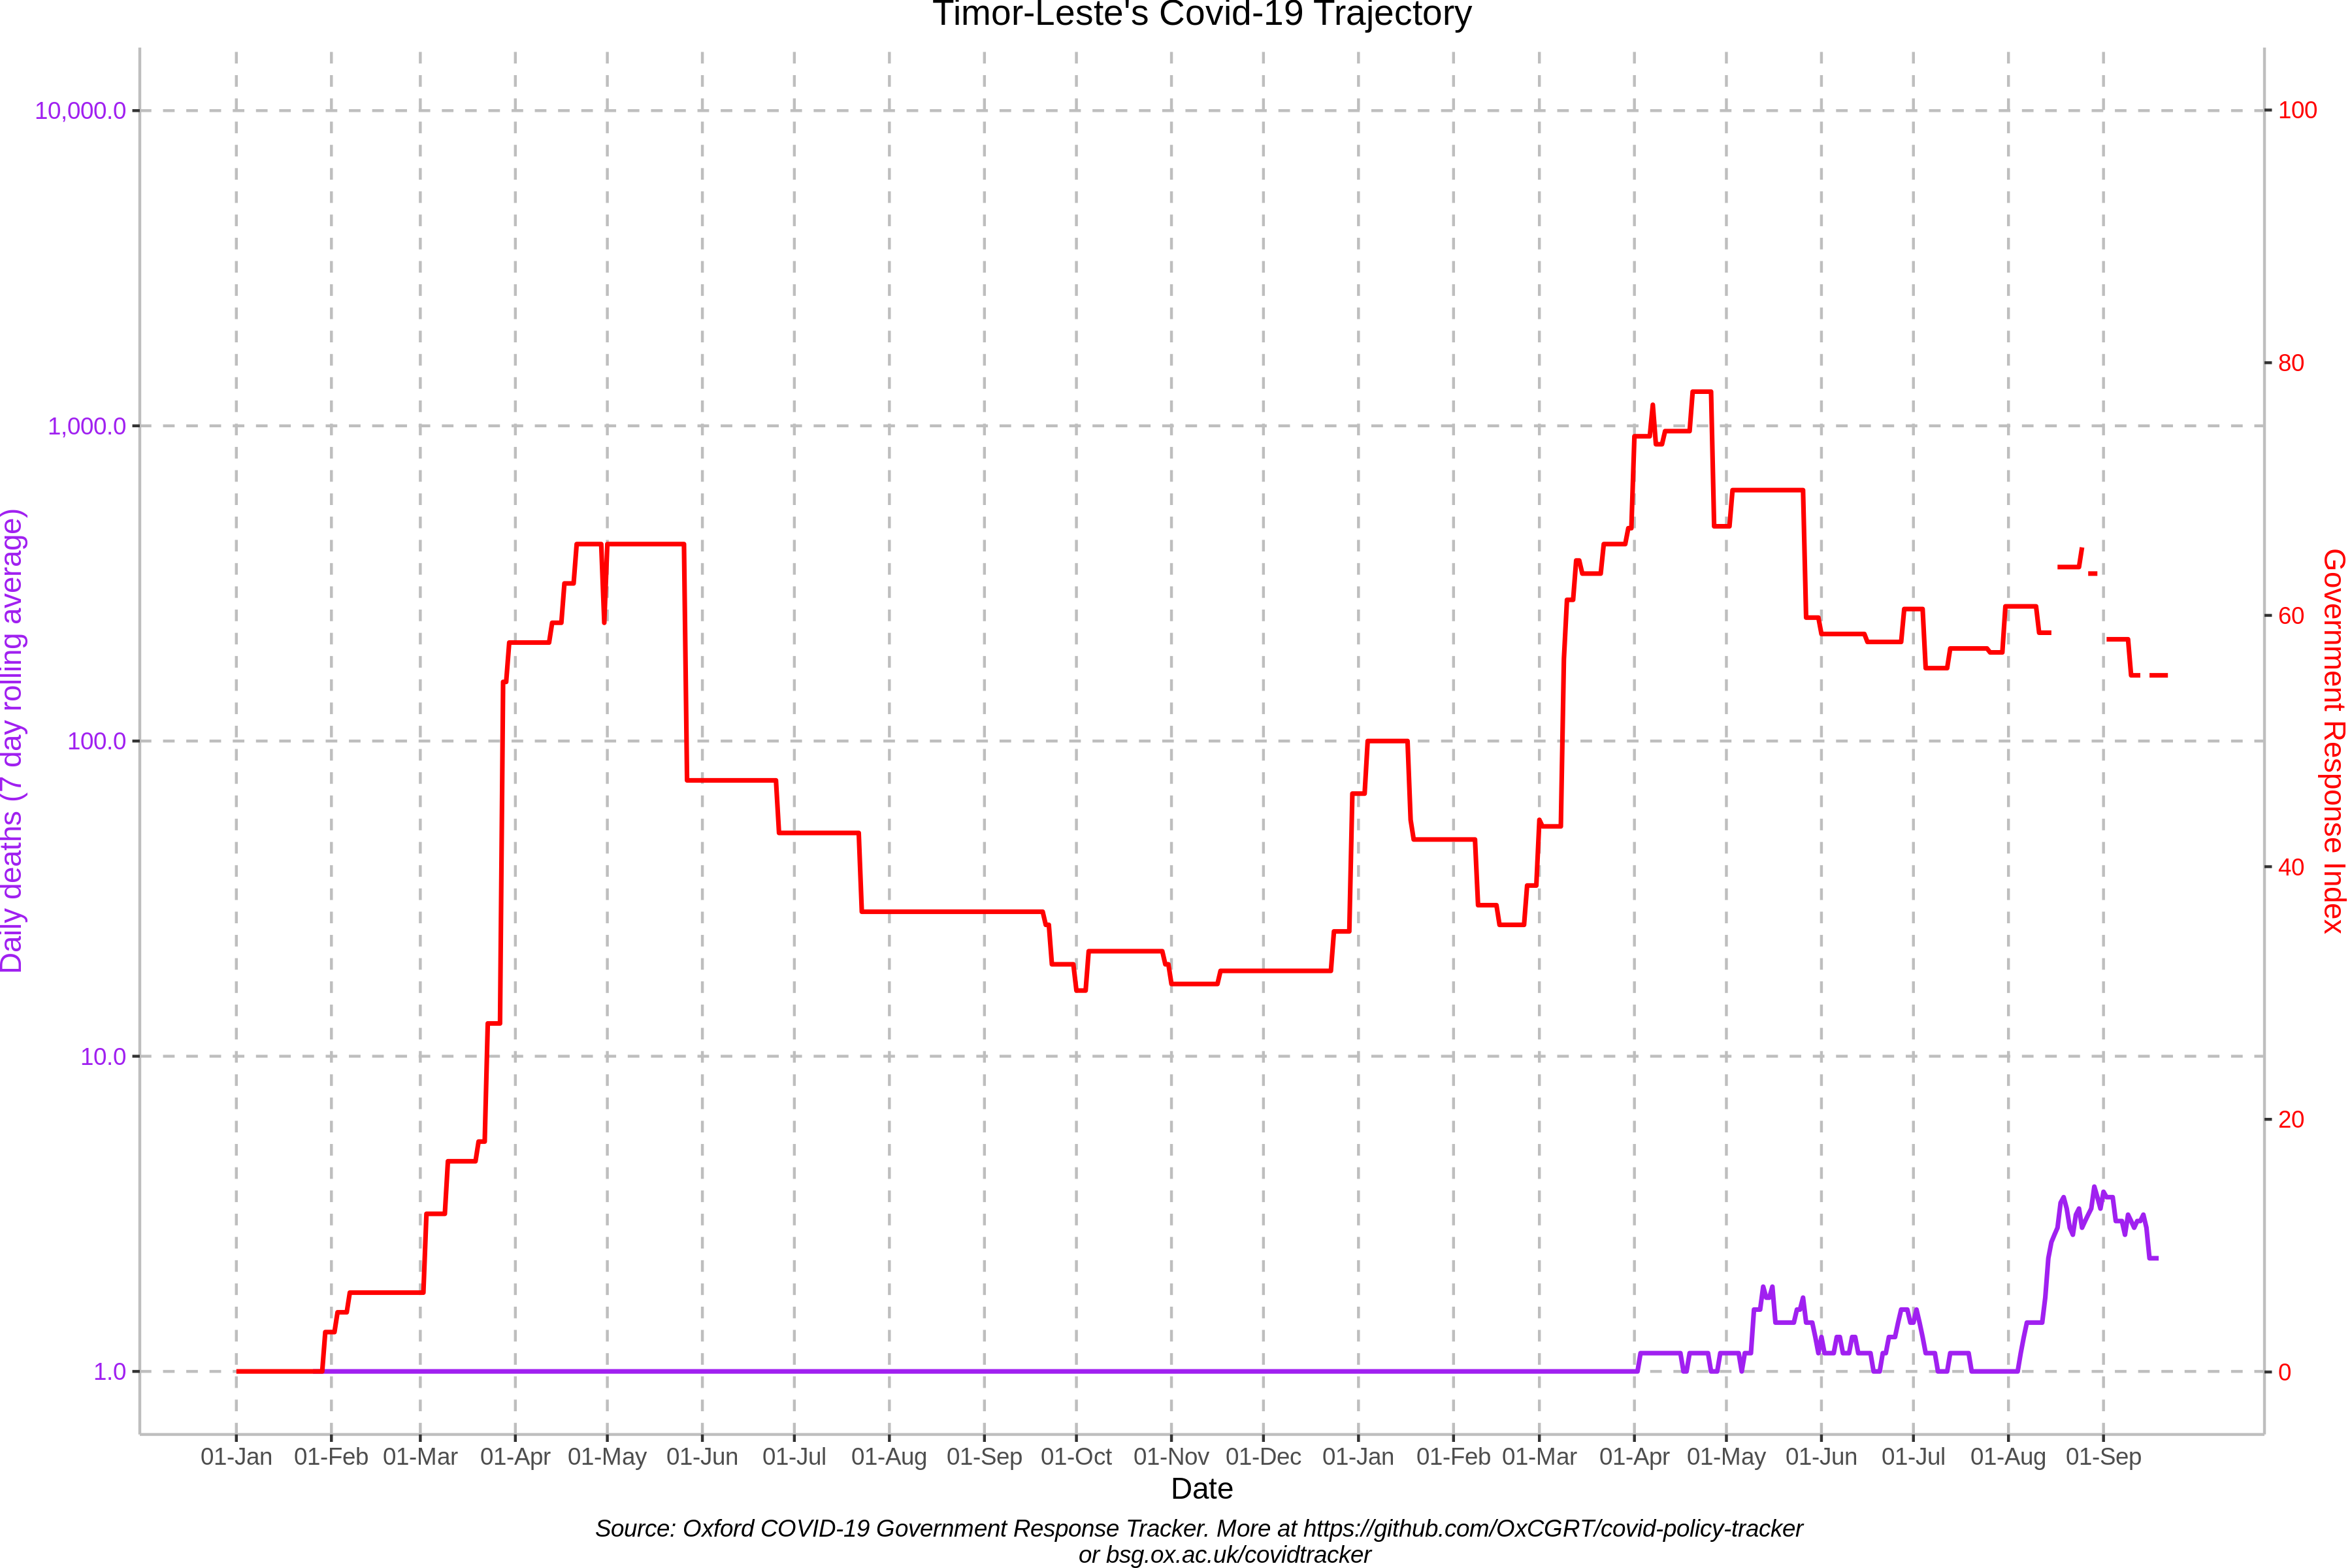 Timor-Leste's Covid-19 Trajectory
10,000.0
1,000.0
100.0
10.0
1.0
Daily deaths (7 day rolling average)
100
80
60
40
20
0
Government Response Index
01-Jan 01-Feb 01-Mar 01-Apr 01-May 01-Jun 01-Jul 01-Aug 01-Sep 01-Oct 01-Nov 01-Dec 01-Jan 01-Feb 01-Mar 01-Apr 01-May 01-Jun 01-Jul 01-Aug 01-Sep
Date
Source: Oxford COVID-19 Government Response Tracker. More at https://github.com/OxCGRT/covid-policy-tracker
or bsg.ox.ac.uk/covidtracker